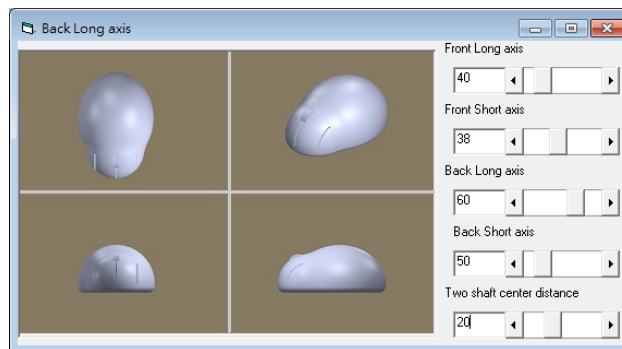 Back Long axis
Front Long axis
40
Front Short axis
38
Back Long axis
60
Back Short axis
50
Two shaft center distance
20